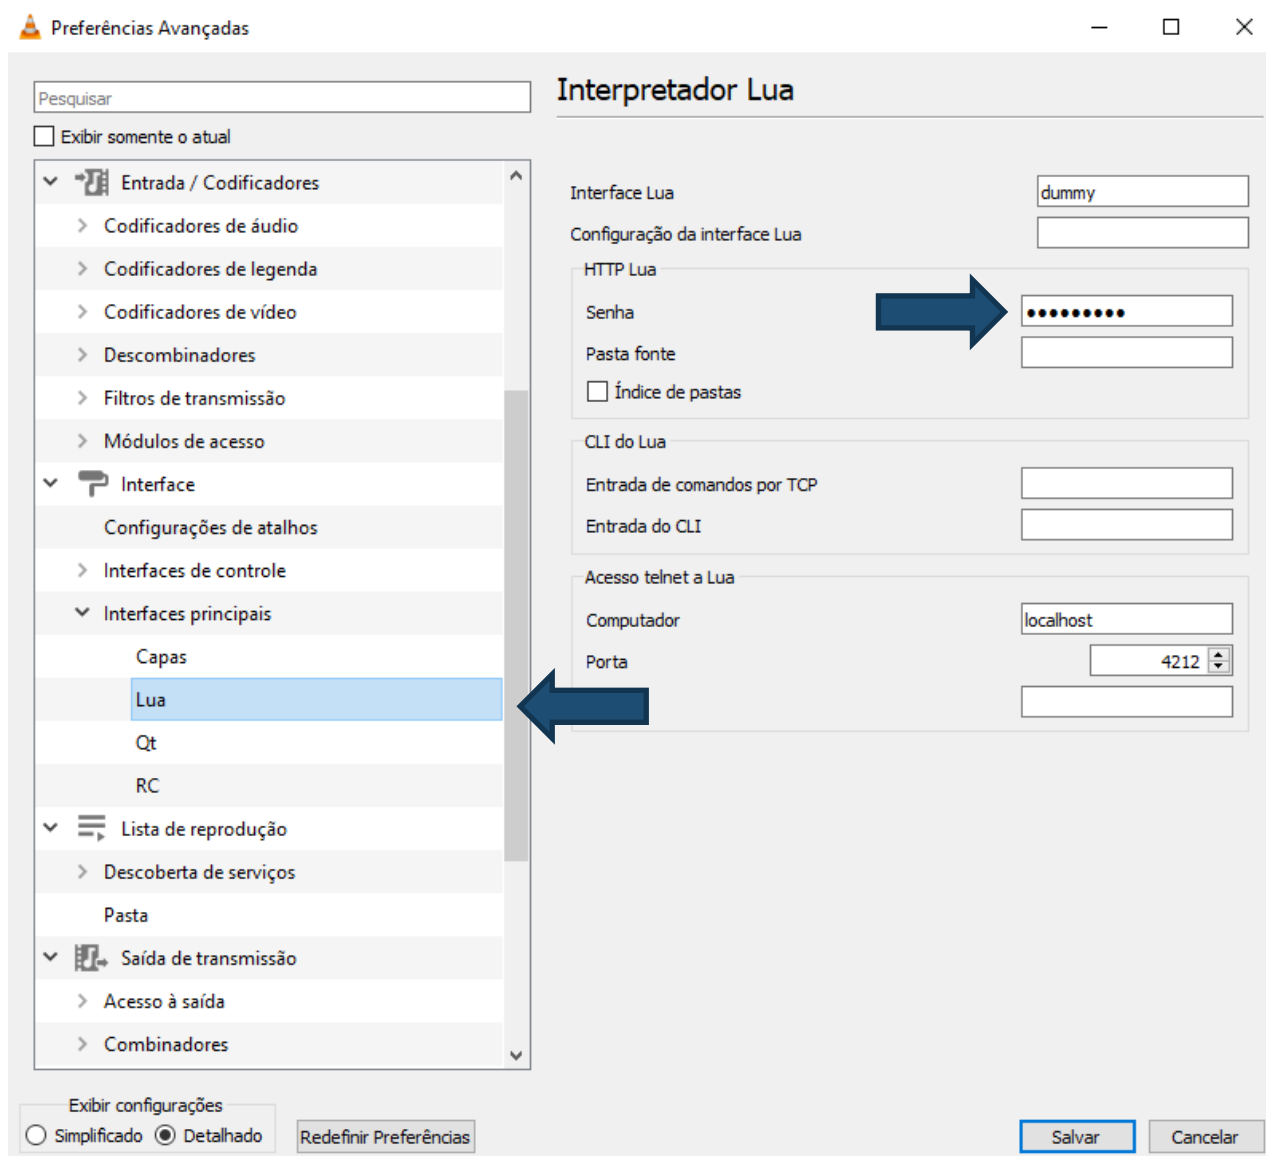 Preferências Avançadas
Pesquisar
Exibir somente o atual
Entrada / Codificadores
Codificadores de áudio
Codificadores de legenda
Codificadores de vídeo
Descombinadores
Filtros de transmissão
Módulos de acesso
Interface
Configurações de atalhos
Interfaces de controle
Interfaces principais
Capas
Lua
Qt
RC
Lista de reprodução
Descoberta de serviços
Pasta
Saída de transmissão
Acesso à saída
Combinadores
Exibir configurações
Simplificado
Detalhado
Redefinir Preferências
Interpretador Lua
Interface Lua
dummy
Configuração da interface Lua
HTTP Lua
Senha
•••••••••
Pasta fonte
Índice de pastas
CLI do Lua
Entrada de comandos por TCP
Entrada do CLI
Acesso telnet a Lua
Computador
localhost
Porta
4212
Salvar
Cancelar